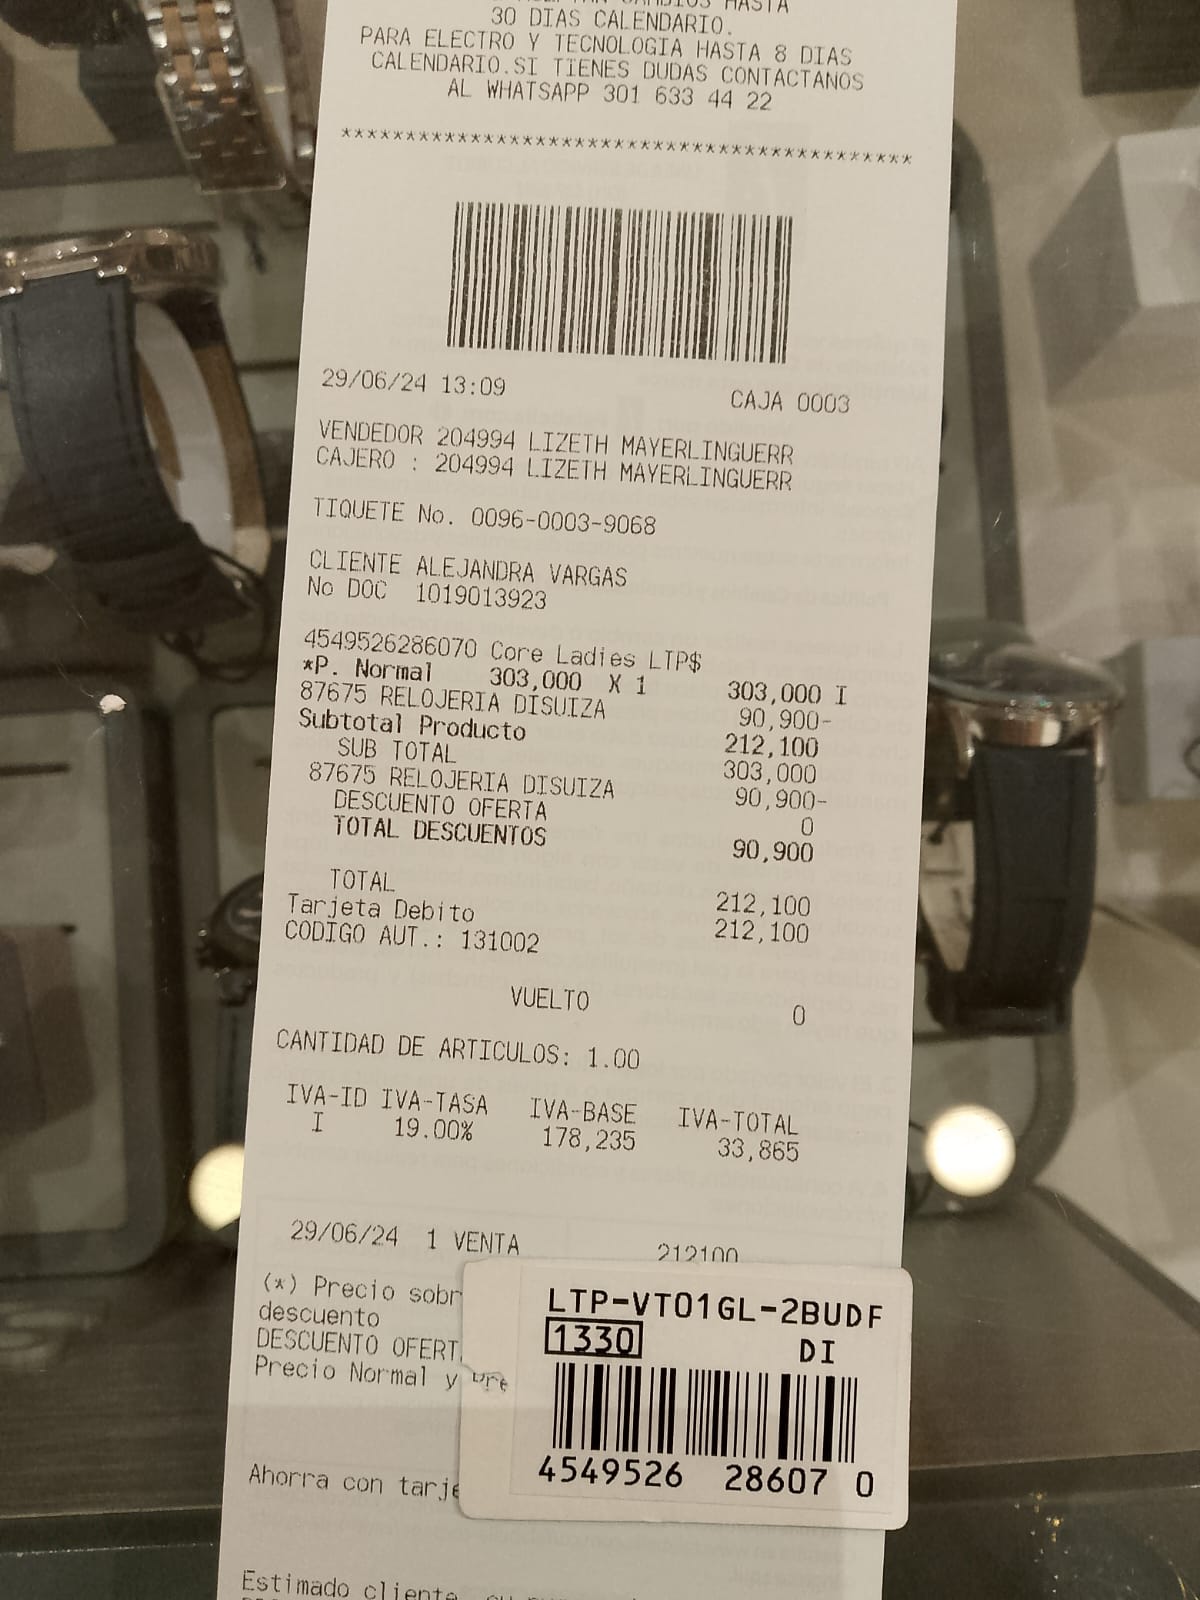 HASTA
30 DIAS CALENDARIO.
PARA ELECTRO Y TECNOLOGIA HASTA 8 DIAS
CALENDARIO.SI TIENES DUDAS CONTACTANOS
AL WHATSAPP 301 633 44 22
********************************************
29/06/24 13:09 CAJA 0003
VENDEDOR 204994 LIZETH MAYERLINGUERR
CAJERO : 204994 LIZETH MAYERLINGUERR
TIQUETE No. 0096-0003-9068
CLIENTE ALEJANDRA VARGAS
No DOC 1019013923
4549526286070 Core Ladies LTP$
*P. Normal 303,000 X 1 303,000 I
87675 RELOJERIA DISUIZA 90,900-
Subtotal Producto 212,100
SUB TOTAL 303,000
87675 RELOJERIA DISUIZA 90,900-
DESCUENTO OFERTA 0
TOTAL DESCUENTOS 90,900
TOTAL 212,100
Tarjeta Debito 212,100
CODIGO AUT.: 131002
VUELTO 0
CANTIDAD DE ARTICULOS: 1.00
IVA-ID IVA-TASA IVA-BASE IVA-TOTAL
I 19.00% 178,235 33,865
29/06/24 1 VENTA 212100
(*) Precio sobr
descuento
DESCUENTO OFERT
Precio Normal y Pre
LTP-VT01GL-2BUDF
1330 DI
4549526 28607 0
Ahorra con tarje
Estimado cliente